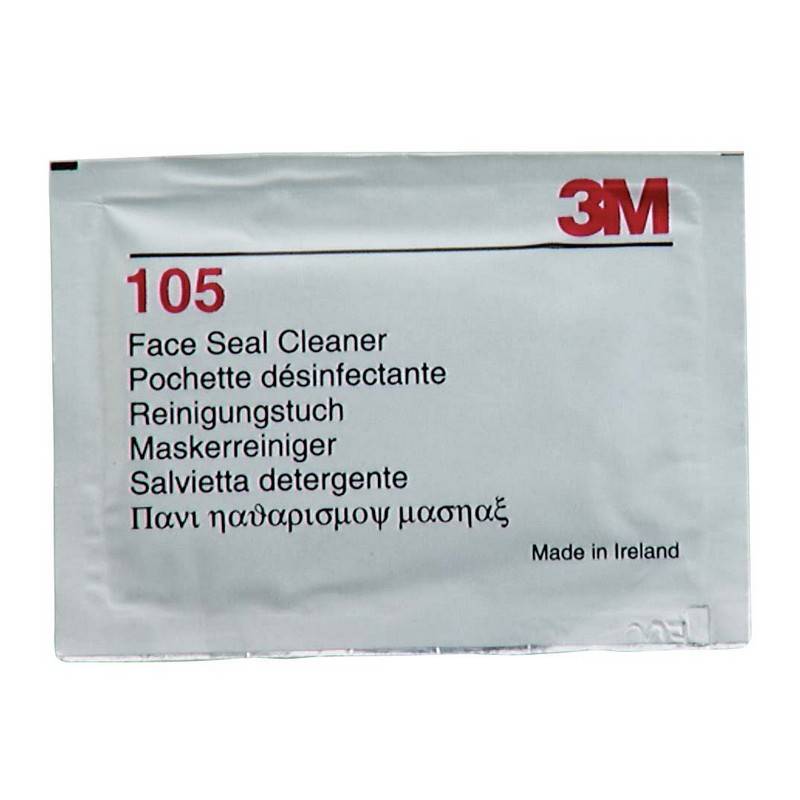 3M
105
Face Seal Cleaner
Pochette désinfectante
Reinigungstuch
Maskerreiniger
Salvietta detergente
Πανι ηαθαρισμοψ μασηαξ
Made in Ireland